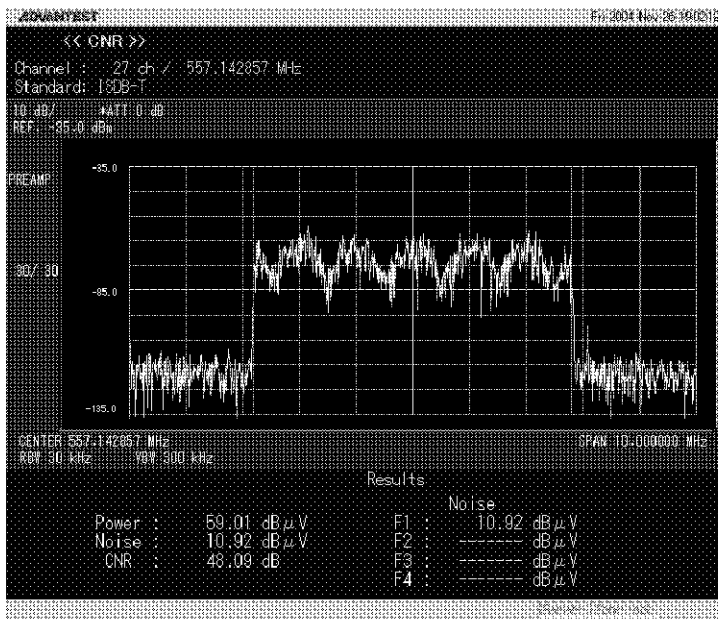 ADVANTEST
Fri 2004 Nov 26 19:02:12
<< CNR >>
Channel : 27 ch / 557.142857 MHz
Standard: ISDB-T
10 dB/ *ATT 0 dB
REF. -35.0 dBm
-35.0
PREAMP
30/ 30
-85.0
-135.0
CENTER 557.142857 MHz SPAN 10.000000 MHz
RBW 30 kHz VBW 300 kHz
Results
Noise
Power : 59.01 dBμV F1 : 10.92 dBμV
Noise : 10.92 dBμV F2 : ------- dBμV
CNR : 48.09 dB F3 : ------- dBμV
F4 : ------- dBμV